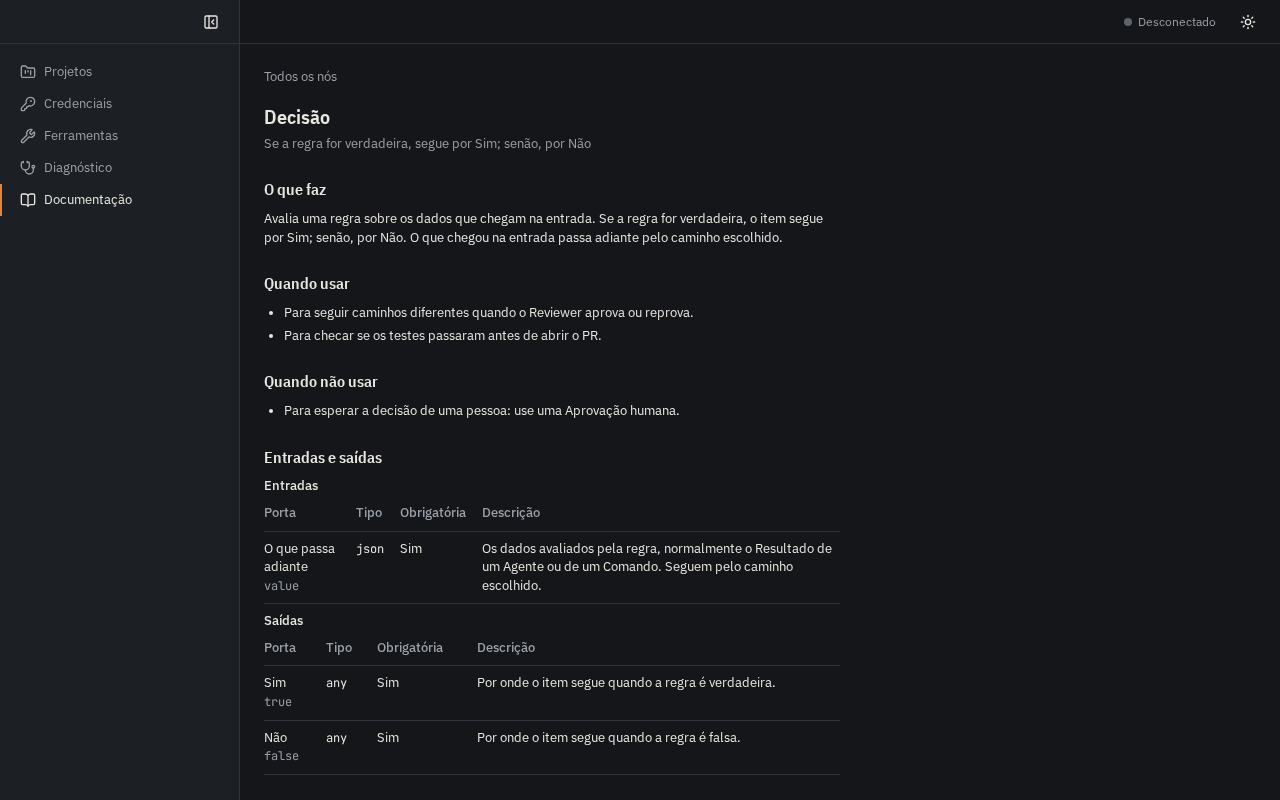 Desconectado
Projetos
Credenciais
Ferramentas
Diagnóstico
Documentação
Todos os nós
Decisão
Se a regra for verdadeira, segue por Sim; senão, por Não
O que faz
Avalia uma regra sobre os dados que chegam na entrada. Se a regra for verdadeira, o item segue
por Sim; senão, por Não. O que chegou na entrada passa adiante pelo caminho escolhido.
Quando usar
• Para seguir caminhos diferentes quando o Reviewer aprova ou reprova.
• Para checar se os testes passaram antes de abrir o PR.
Quando não usar
• Para esperar a decisão de uma pessoa: use uma Aprovação humana.
Entradas e saídas
Entradas
Porta Tipo Obrigatória Descrição
O que passa json Sim Os dados avaliados pela regra, normalmente o Resultado de
adiante um Agente ou de um Comando. Seguem pelo caminho
value escolhido.
Saídas
Porta Tipo Obrigatória Descrição
Sim any Sim Por onde o item segue quando a regra é verdadeira.
true
Não any Sim Por onde o item segue quando a regra é falsa.
false